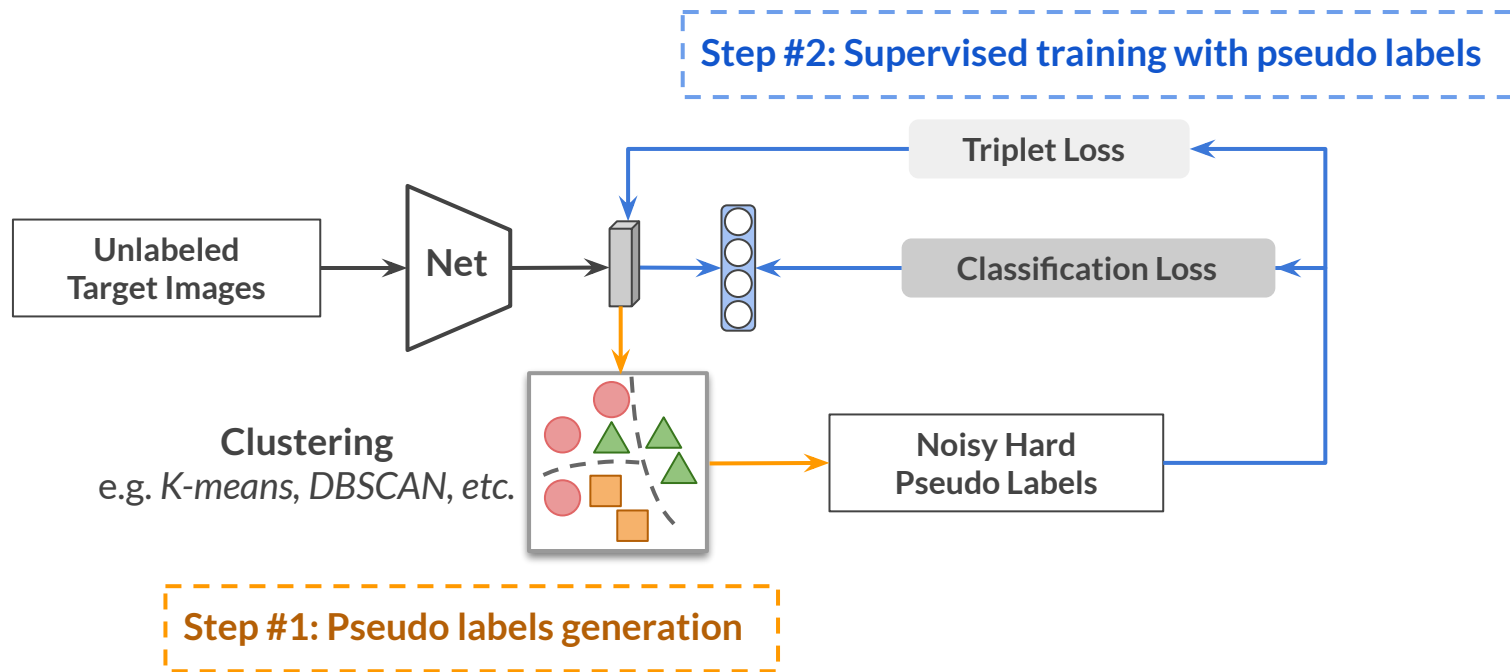 Step #2: Supervised training with pseudo labels
Triplet Loss
Unlabeled
Target Images
Net
Classification Loss
Clustering
e.g. K-means, DBSCAN, etc.
Noisy Hard
Pseudo Labels
Step #1: Pseudo labels generation